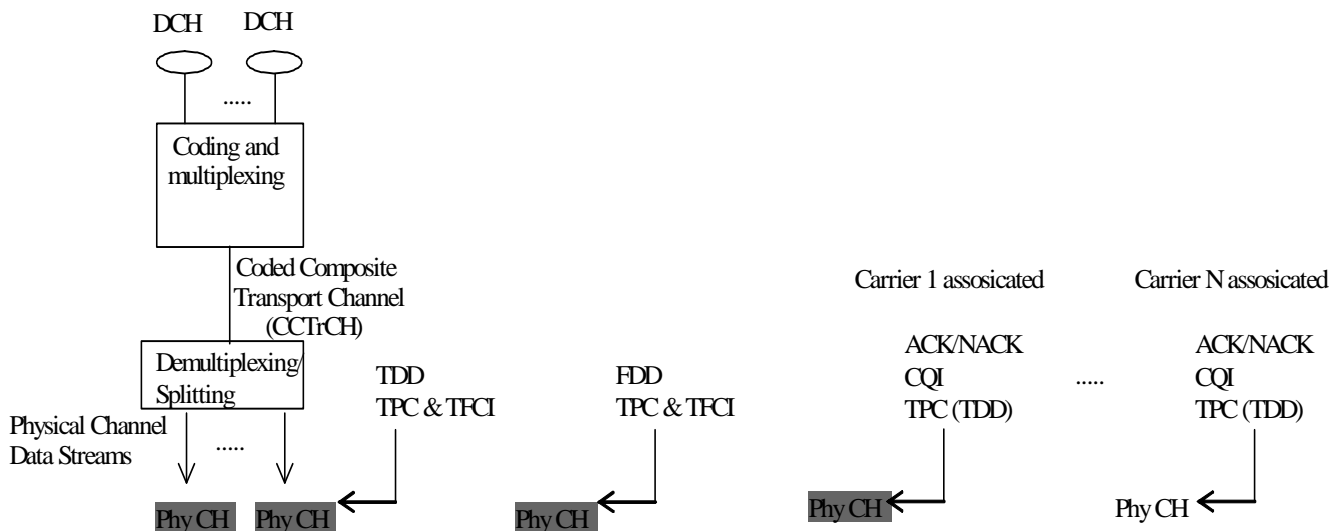 DCH DCH
.....
Coding and
multiplexing
Coded Composite
Transport Channel
(CCTrCH)
Demultiplexing/
Splitting
Physical Channel
Data Streams
.....
TDD
TPC & TFCI
FDD
TPC & TFCI
Carrier 1 assosicated
ACK/NACK
CQI
TPC (TDD)
.....
Carrier N assosicated
ACK/NACK
CQI
TPC (TDD)
Phy CH Phy CH Phy CH Phy CH Phy CH